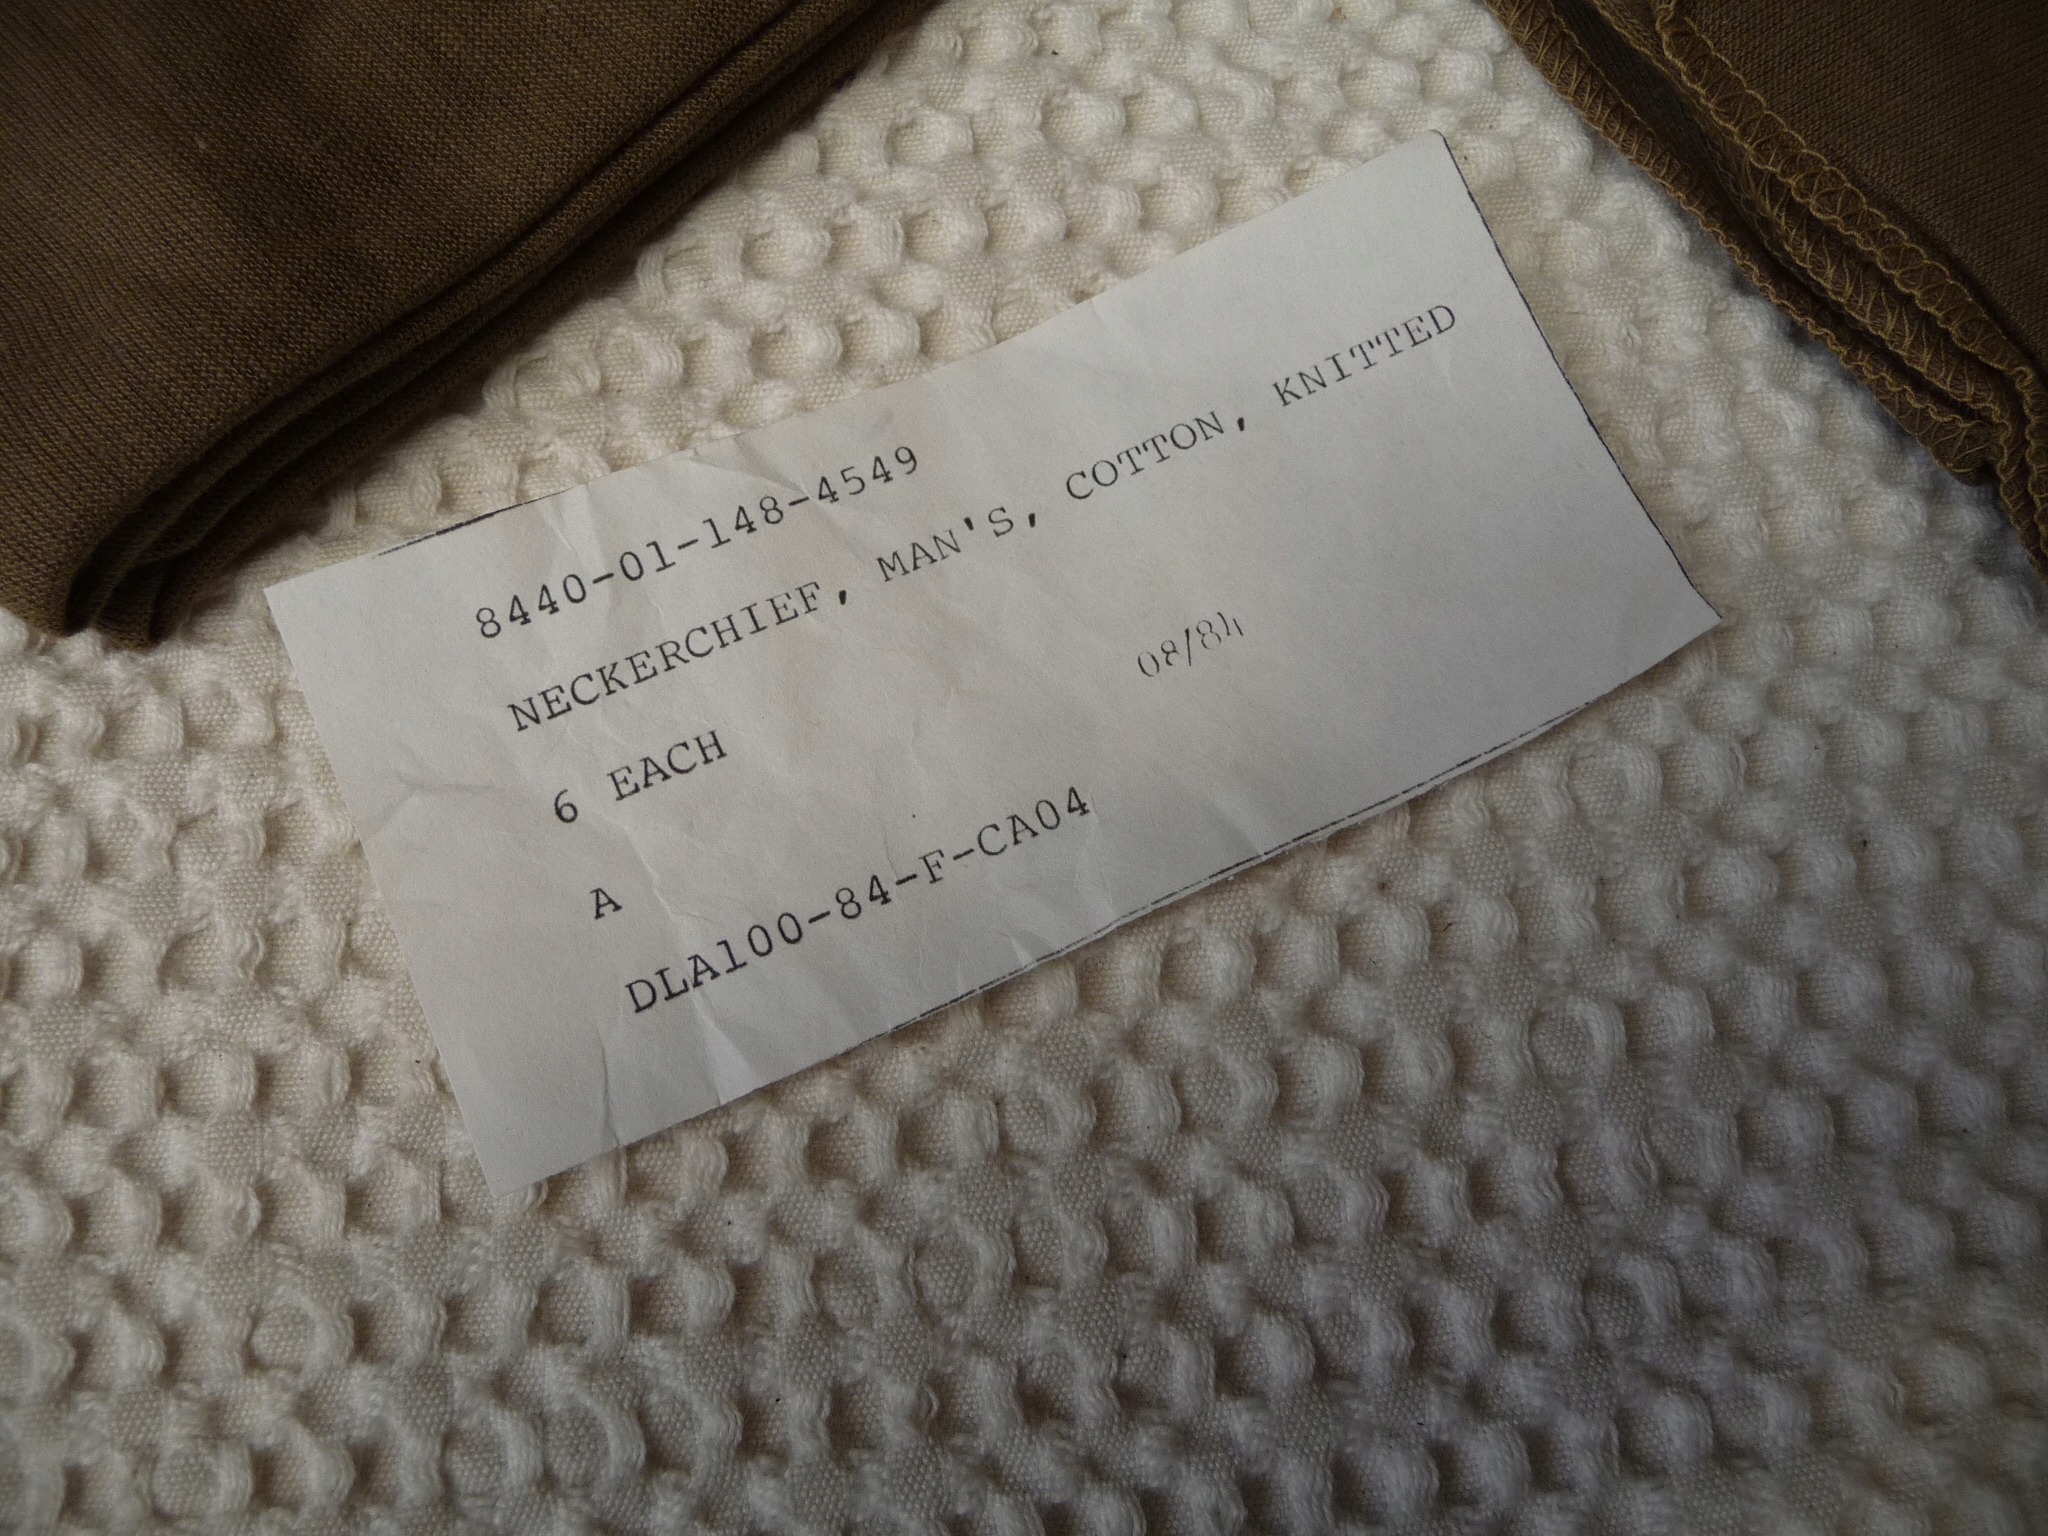 8440-01-148-4549
NECKERCHIEF, MAN'S, COTTON, KNITTED
6 EACH
08/84
A
DLA100-84-F-CA04